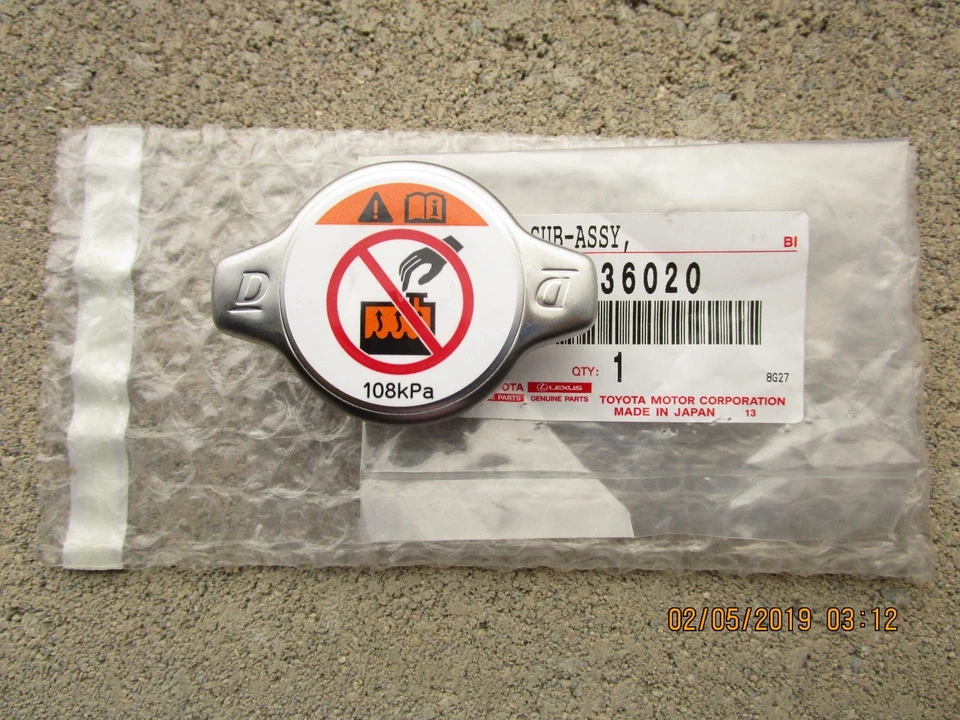 SUB-ASSY,
BI
36020
D
D
108kPa
QTY: 1
8G27
OTA LEXUS
PARTS GENUINE PARTS
TOYOTA MOTOR CORPORATION
MADE IN JAPAN 13
02/05/2019 03:12